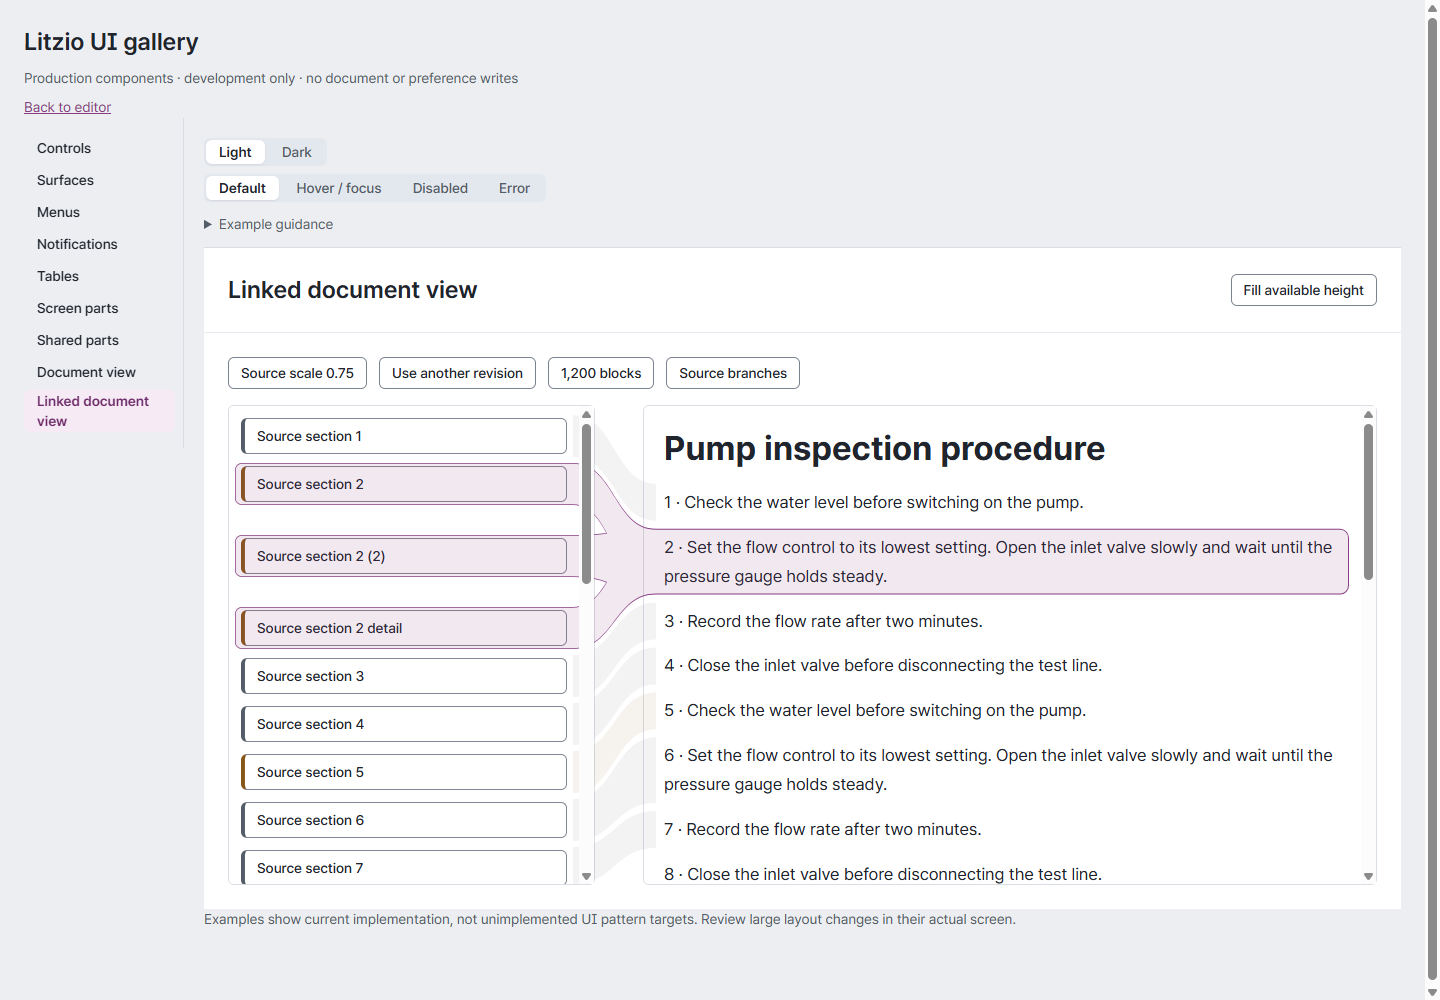 Litzio UI gallery
Production components · development only · no document or preference writes
Back to editor
Controls
Surfaces
Menus
Notifications
Tables
Screen parts
Shared parts
Document view
Linked document
view
Light Dark
Default Hover / focus Disabled Error
Example guidance
Linked document view
Fill available height
Source scale 0.75 Use another revision 1,200 blocks Source branches
Source section 1
Source section 2
Source section 2 (2)
Source section 2 detail
Source section 3
Source section 4
Source section 5
Source section 6
Source section 7
Pump inspection procedure
1 · Check the water level before switching on the pump.
2 · Set the flow control to its lowest setting. Open the inlet valve slowly and wait until the
pressure gauge holds steady.
3 · Record the flow rate after two minutes.
4 · Close the inlet valve before disconnecting the test line.
5 · Check the water level before switching on the pump.
6 · Set the flow control to its lowest setting. Open the inlet valve slowly and wait until the
pressure gauge holds steady.
7 · Record the flow rate after two minutes.
8 · Close the inlet valve before disconnecting the test line.
Examples show current implementation, not unimplemented UI pattern targets. Review large layout changes in their actual screen.